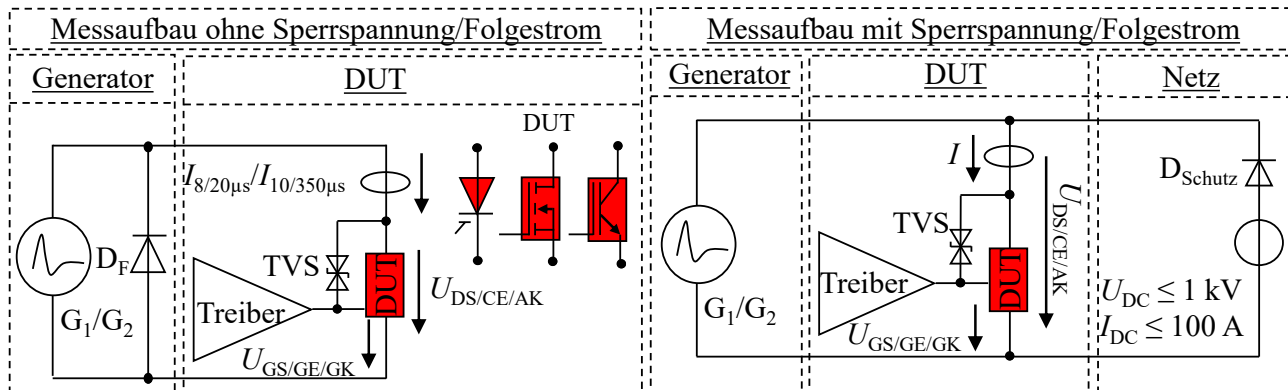 Messaufbau ohne Sperrspannung/Folgestrom
Generator
DUT
DUT
I8/20µs/I10/350µs
DF
TVS
DUT
Treiber
UDS/CE/AK
G1/G2
UGS/GE/GK
Messaufbau mit Sperrspannung/Folgestrom
Generator
DUT
Netz
I
DSchutz
TVS
UDS/CE/AK
DUT
Treiber
G1/G2
UGS/GE/GK
UDC ≤ 1 kV
IDC ≤ 100 A